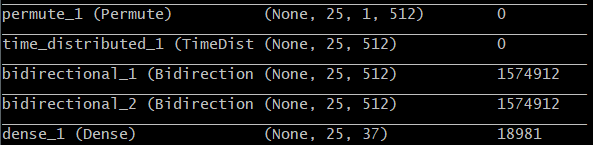 permute_1 (Permute) (None, 25, 1, 512) 0
time_distributed_1 (TimeDist (None, 25, 512) 0
bidirectional_1 (Bidirection (None, 25, 512) 1574912
bidirectional_2 (Bidirection (None, 25, 512) 1574912
dense_1 (Dense) (None, 25, 37) 18981